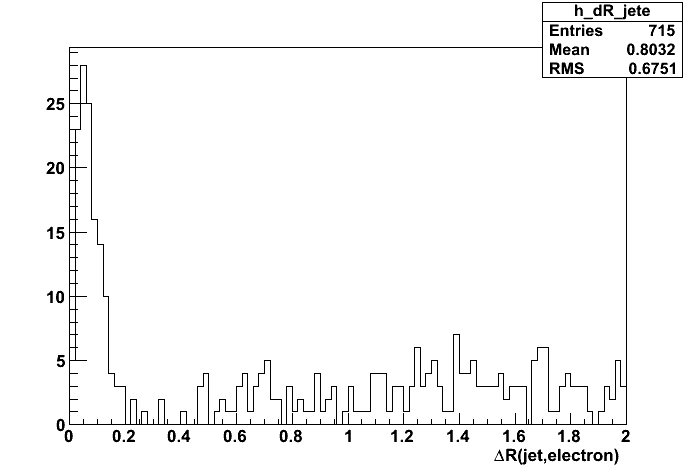 h_dR_jete
Entries 715
Mean 0.8032
RMS 0.6751
25
20
15
10
5
0
0 0.2 0.4 0.6 0.8 1 1.2 1.4 1.6 1.8 2
ΔR(jet,electron)